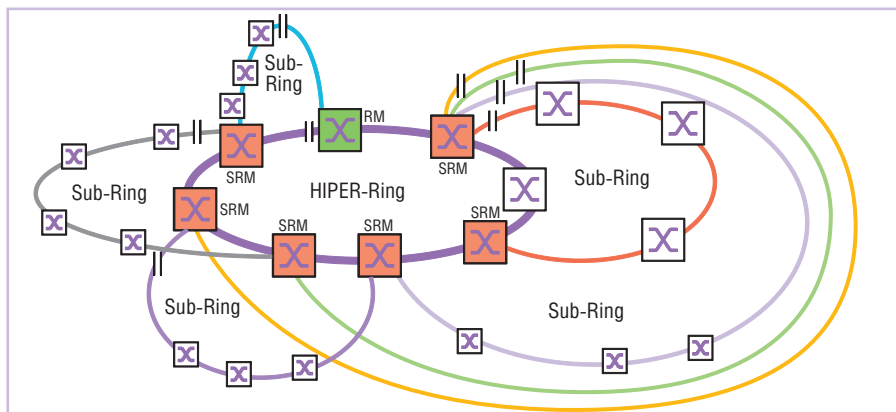 Sub-
Ring
RM
SRM
SRM
Sub-Ring
HIPER-Ring
Sub-Ring
SRM
SRM
SRM
SRM
Sub-Ring
Sub-Ring